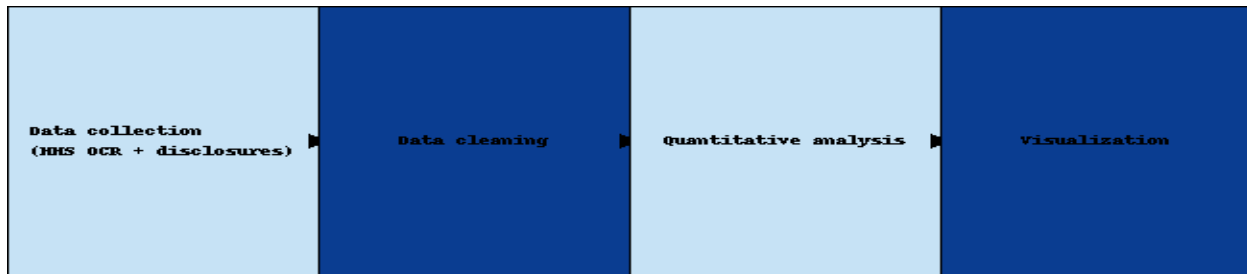 Data collection
(HHS OCR + disclosures)
Data cleaning
Quantitative analysis
Visualization